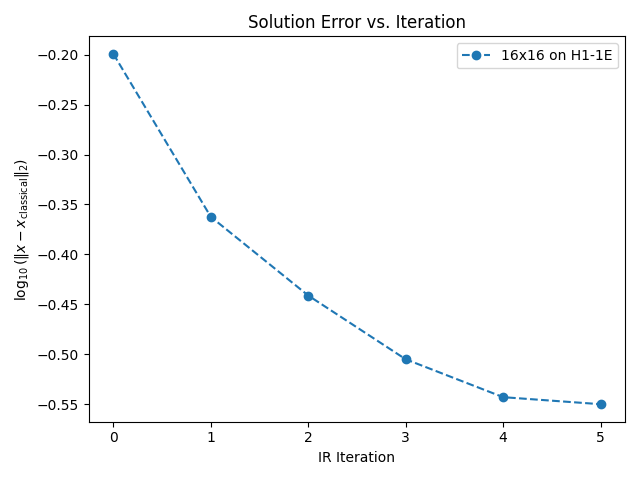 Solution Error vs. Iteration
16x16 on H1-1E
log₁₀(‖x − x_classical‖₂)
−0.20
−0.25
−0.30
−0.35
−0.40
−0.45
−0.50
−0.55
0 1 2 3 4 5
IR Iteration